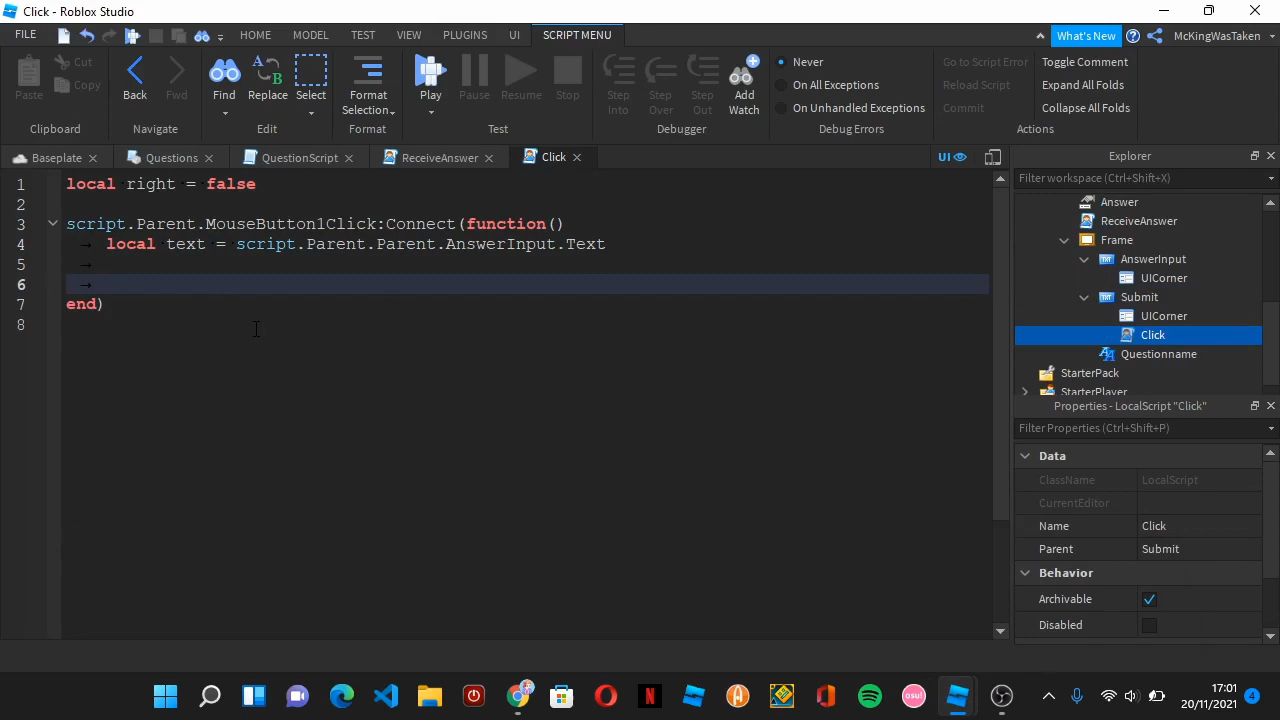 Click - Roblox Studio
FILE HOME MODEL TEST VIEW PLUGINS UI SCRIPT MENU What's New McKingWasTaken
Paste Cut Copy
Clipboard
Back Fwd
Navigate
Find Replace Select
Edit
Format Selection
Format
Play Pause Resume Stop
Test
Step Into Step Over Step Out Add Watch
Debugger
Never
On All Exceptions
On Unhandled Exceptions
Debug Errors
Go to Script Error
Reload Script
Commit
Toggle Comment
Expand All Folds
Collapse All Folds
Actions
Baseplate Questions QuestionScript ReceiveAnswer Click UI
1 local right = false
2
3 script.Parent.MouseButton1Click:Connect(function()
4 local text = script.Parent.Parent.AnswerInput.Text
5
6
7 end)
8
Explorer
Filter workspace (Ctrl+Shift+X)
Answer
ReceiveAnswer
Frame
AnswerInput
UICorner
Submit
UICorner
Click
Questionname
StarterPack
StarterPlayer
Properties - LocalScript "Click"
Filter Properties (Ctrl+Shift+P)
Data
ClassName LocalScript
CurrentEditor
Name Click
Parent Submit
Behavior
Archivable
Disabled
osu!
17:01
20/11/2021
4